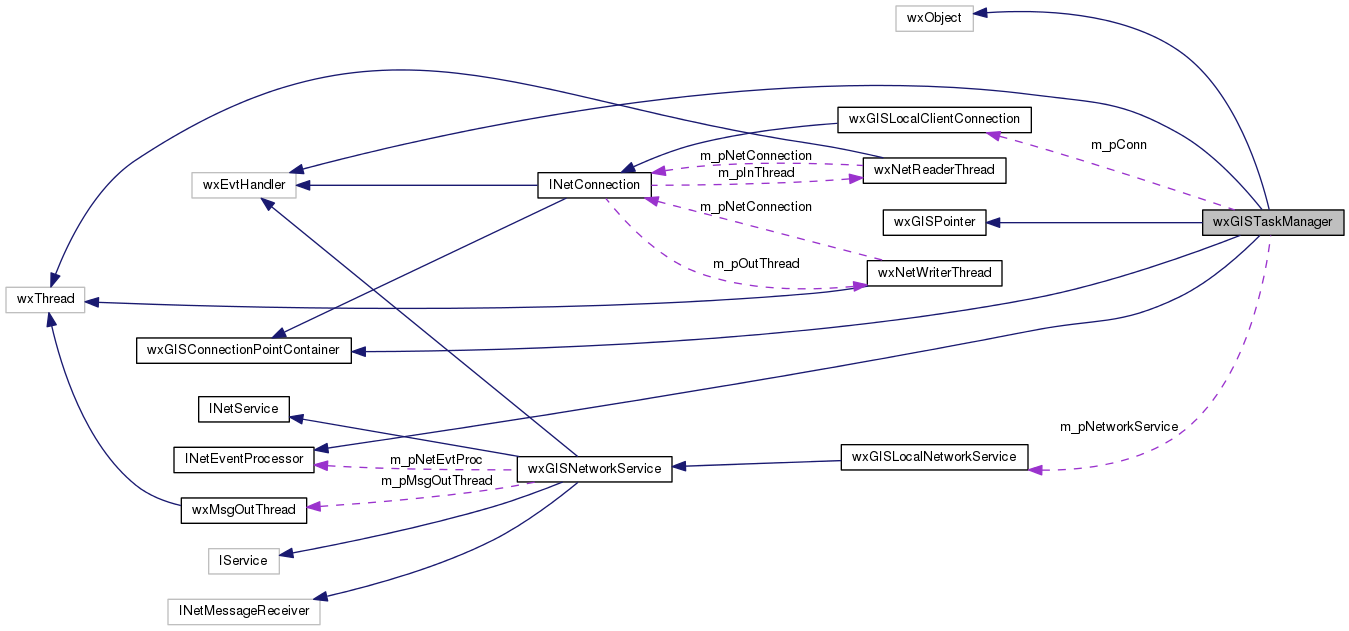 wxObject
wxGISLocalClientConnection
m_pConn
m_pNetConnection
wxNetReaderThread
m_pInThread
wxEvtHandler
INetConnection
m_pNetConnection
wxGISPointer
wxGISTaskManager
m_pOutThread
wxNetWriterThread
wxThread
wxGISConnectionPointContainer
INetService
m_pNetworkService
INetEventProcessor
m_pNetEvtProc
wxGISLocalNetworkService
wxGISNetworkService
m_pMsgOutThread
wxMsgOutThread
IService
INetMessageReceiver